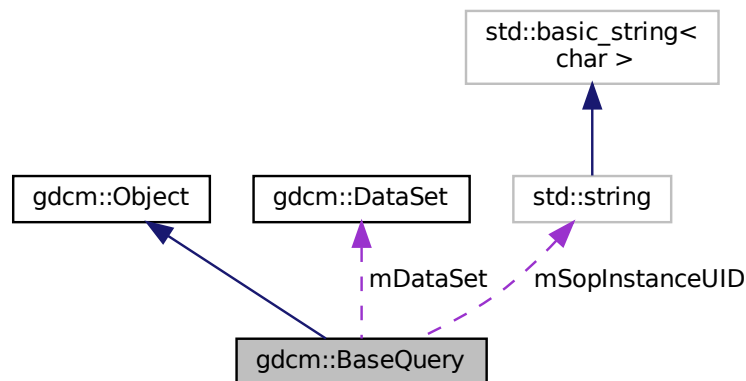 std::basic_string<
char >
gdcm::Object
gdcm::DataSet
std::string
mDataSet
mSopInstanceUID
gdcm::BaseQuery